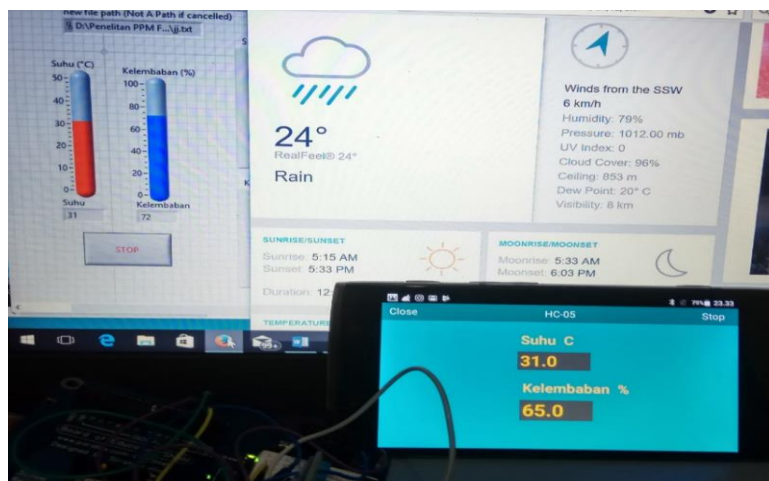 new file path (Not A Path if cancelled)
D:\Penelitan PPM F...\jj.txt
Suhu (°C)
50
40
30
20
10
0
Suhu
31
Kelembaban (%)
100
80
60
40
20
0
Kelembaban
72
STOP
24°
RealFeel® 24°
Rain
Winds from the SSW
6 km/h
Humidity: 79%
Pressure: 1012.00 mb
UV Index: 0
Cloud Cover: 96%
Ceiling: 853 m
Dew Point: 20° C
Visibility: 8 km
SUNRISE/SUNSET
Sunrise: 5:15 AM
Sunset: 5:33 PM
Duration: 12:
TEMPERATURE
MOONRISE/MOONSET
Moonrise: 5:33 AM
Moonset: 6:03 PM
99+
79% 23.33
Close HC-05 Stop
Suhu C
31.0
Kelembaban %
65.0